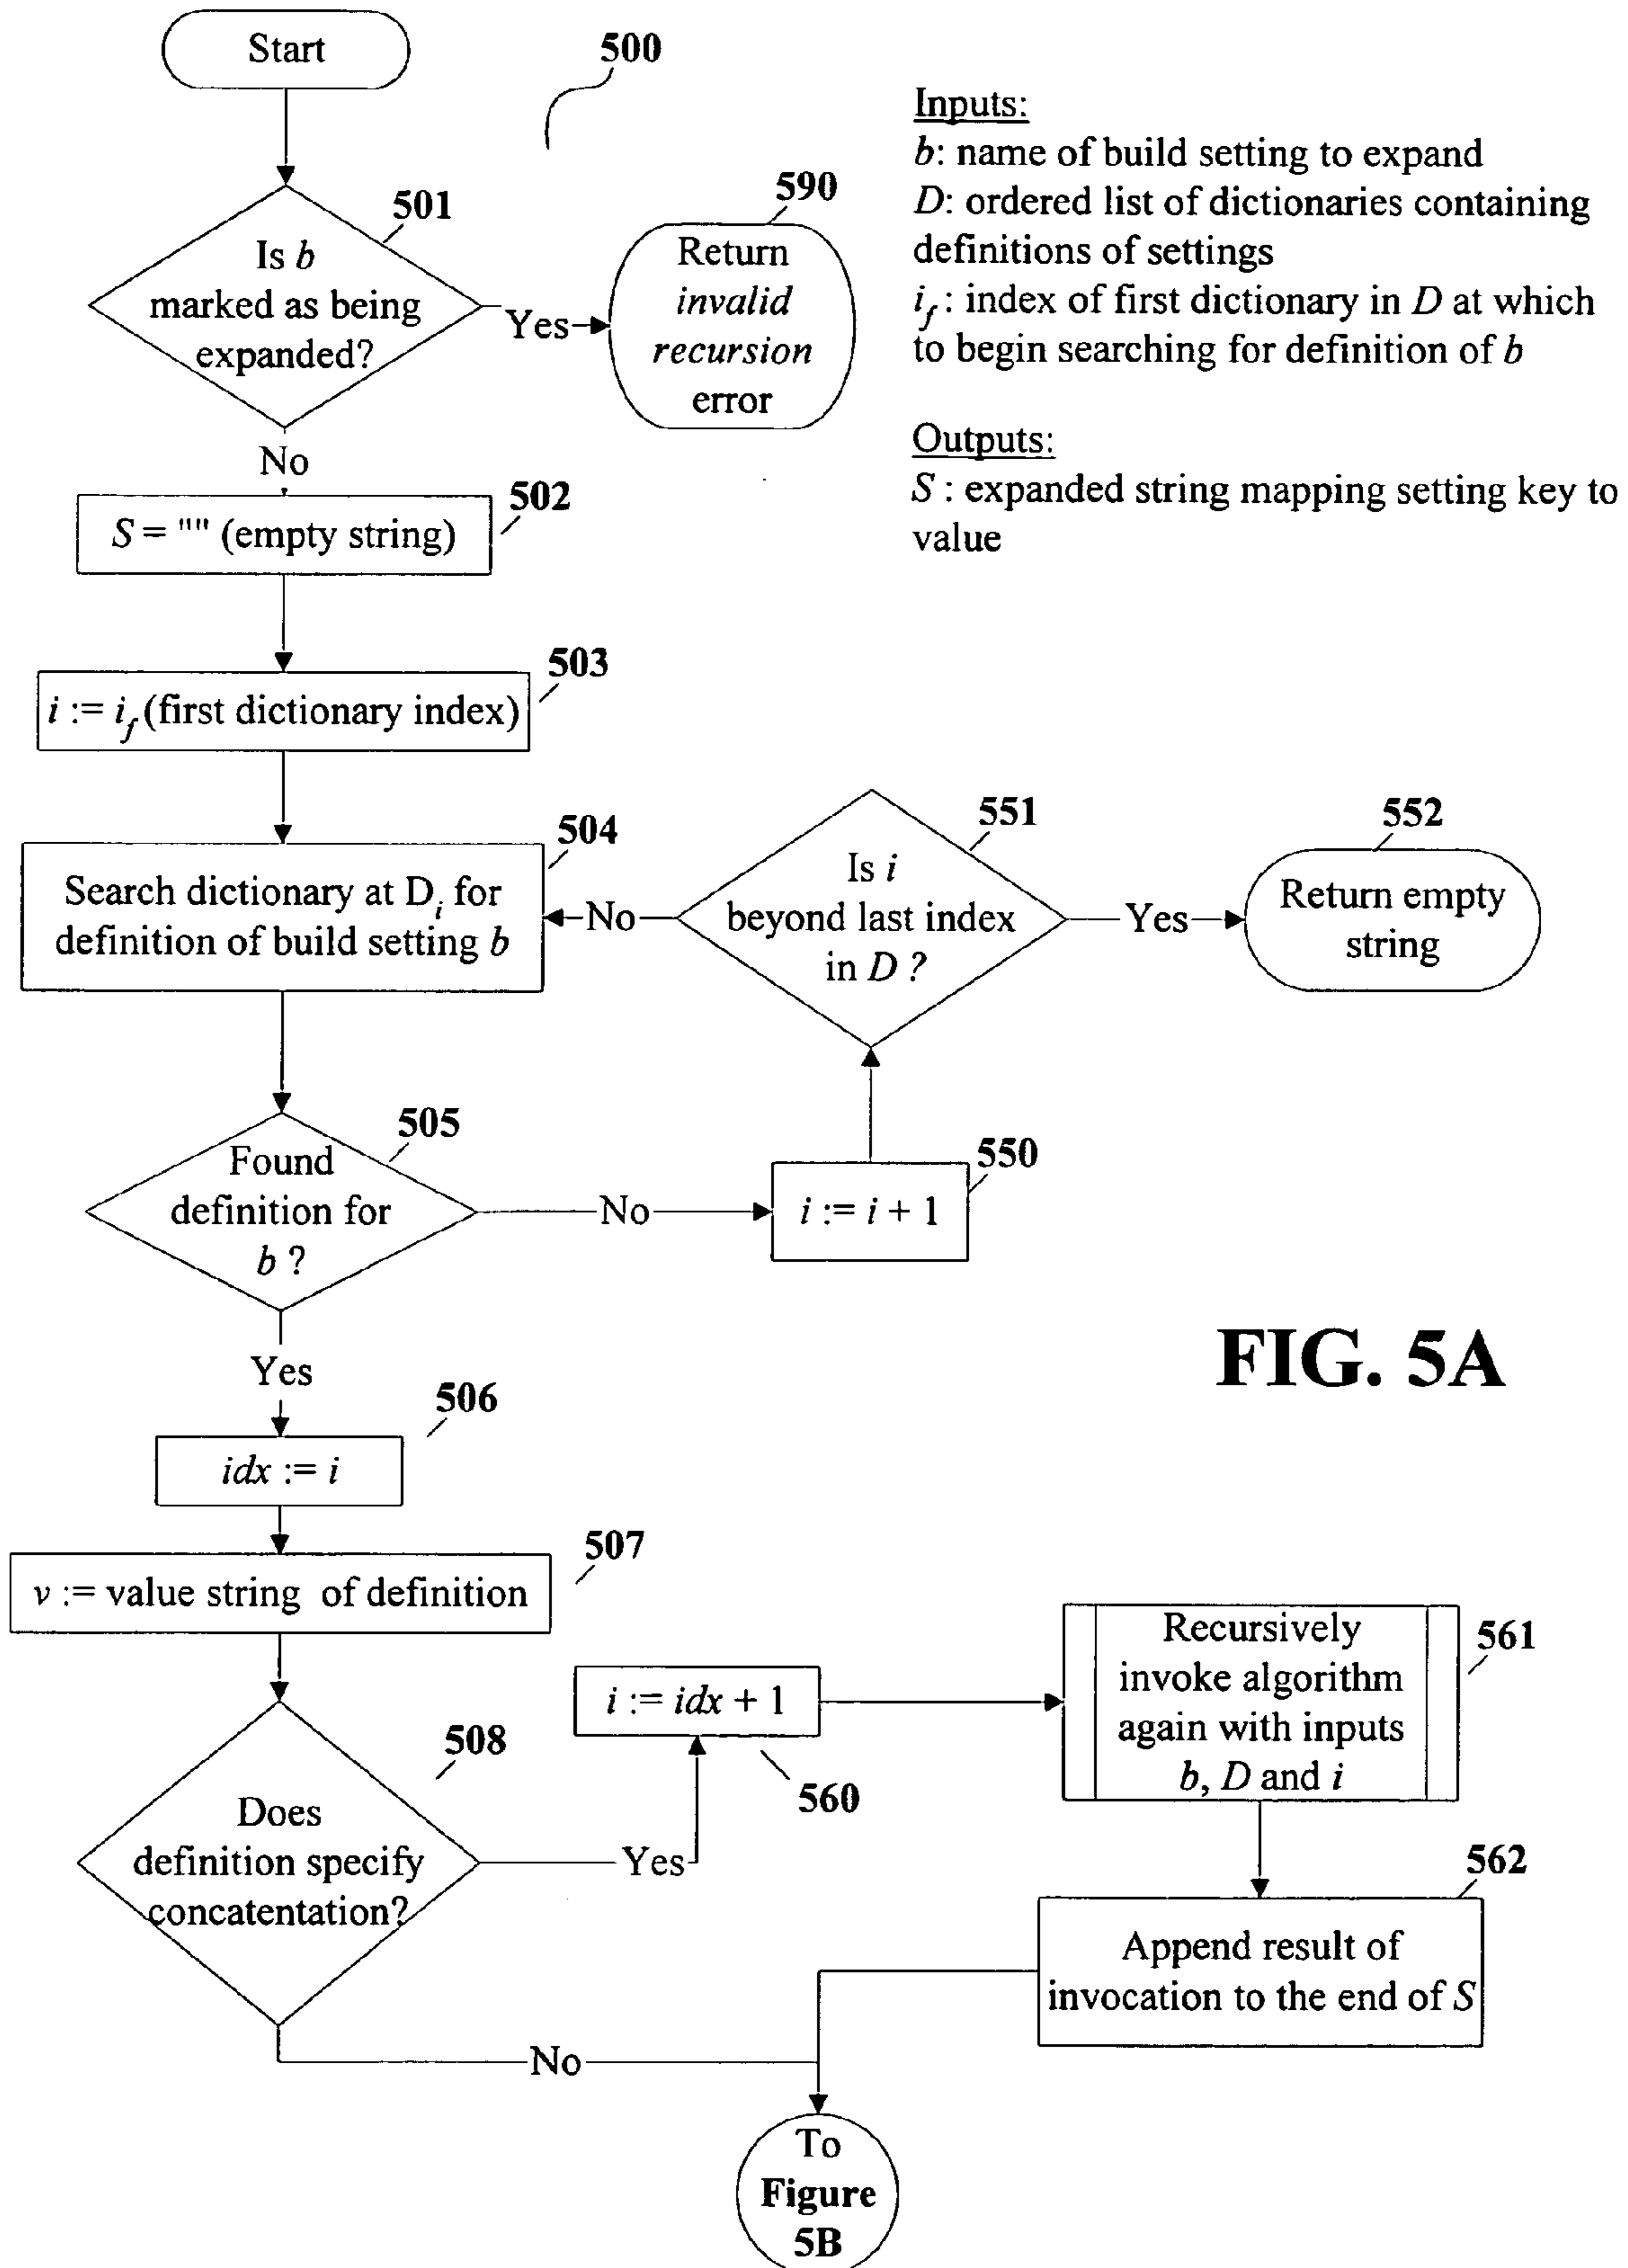 Start
500
Inputs:
b: name of build setting to expand
D: ordered list of dictionaries containing
definitions of settings
if : index of first dictionary in D at which
to begin searching for definition of b
Outputs:
S : expanded string mapping setting key to
value
501
Is b
marked as being
expanded?
Yes
590
Return
invalid
recursion
error
No
502
S = "" (empty string)
503
i := if (first dictionary index)
504
Search dictionary at Di for
definition of build setting b
No
551
Is i
beyond last index
in D ?
Yes
552
Return empty
string
505
Found
definition for
b ?
No
550
i := i + 1
FIG. 5A
Yes
506
idx := i
507
v := value string of definition
508
Does
definition specify
concatentation?
Yes
i := idx + 1
560
561
Recursively
invoke algorithm
again with inputs
b, D and i
562
Append result of
invocation to the end of S
No
To
Figure
5B